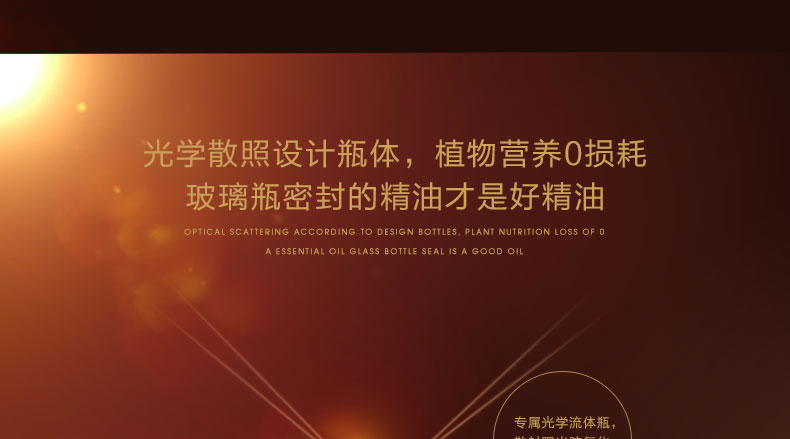 光学散照设计瓶体，植物营养0损耗
玻璃瓶密封的精油才是好精油
OPTICAL SCATTERING ACCORDING TO DESIGN BOTTLES, PLANT NUTRITION LOSS OF 0
A ESSENTIAL OIL GLASS BOTTLE SEAL IS A GOOD OIL
专属光学流体瓶，